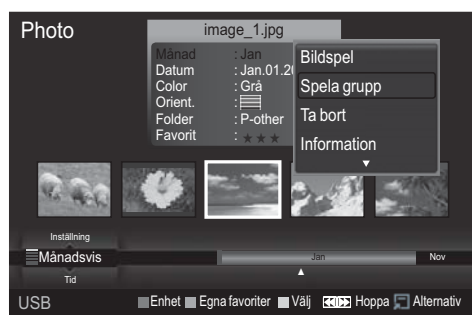 Photo
image_1.jpg
Månad : Jan
Datum : Jan.01.20
Color : Grå
Orient. :
Folder : P-other
Favorit : ★★★
Bildspel
Spela grupp
Ta bort
Information
Inställning
Månadsvis
Tid
Jan
Nov
USB
Enhet Egna favoriter Välj Hoppa Alternativ